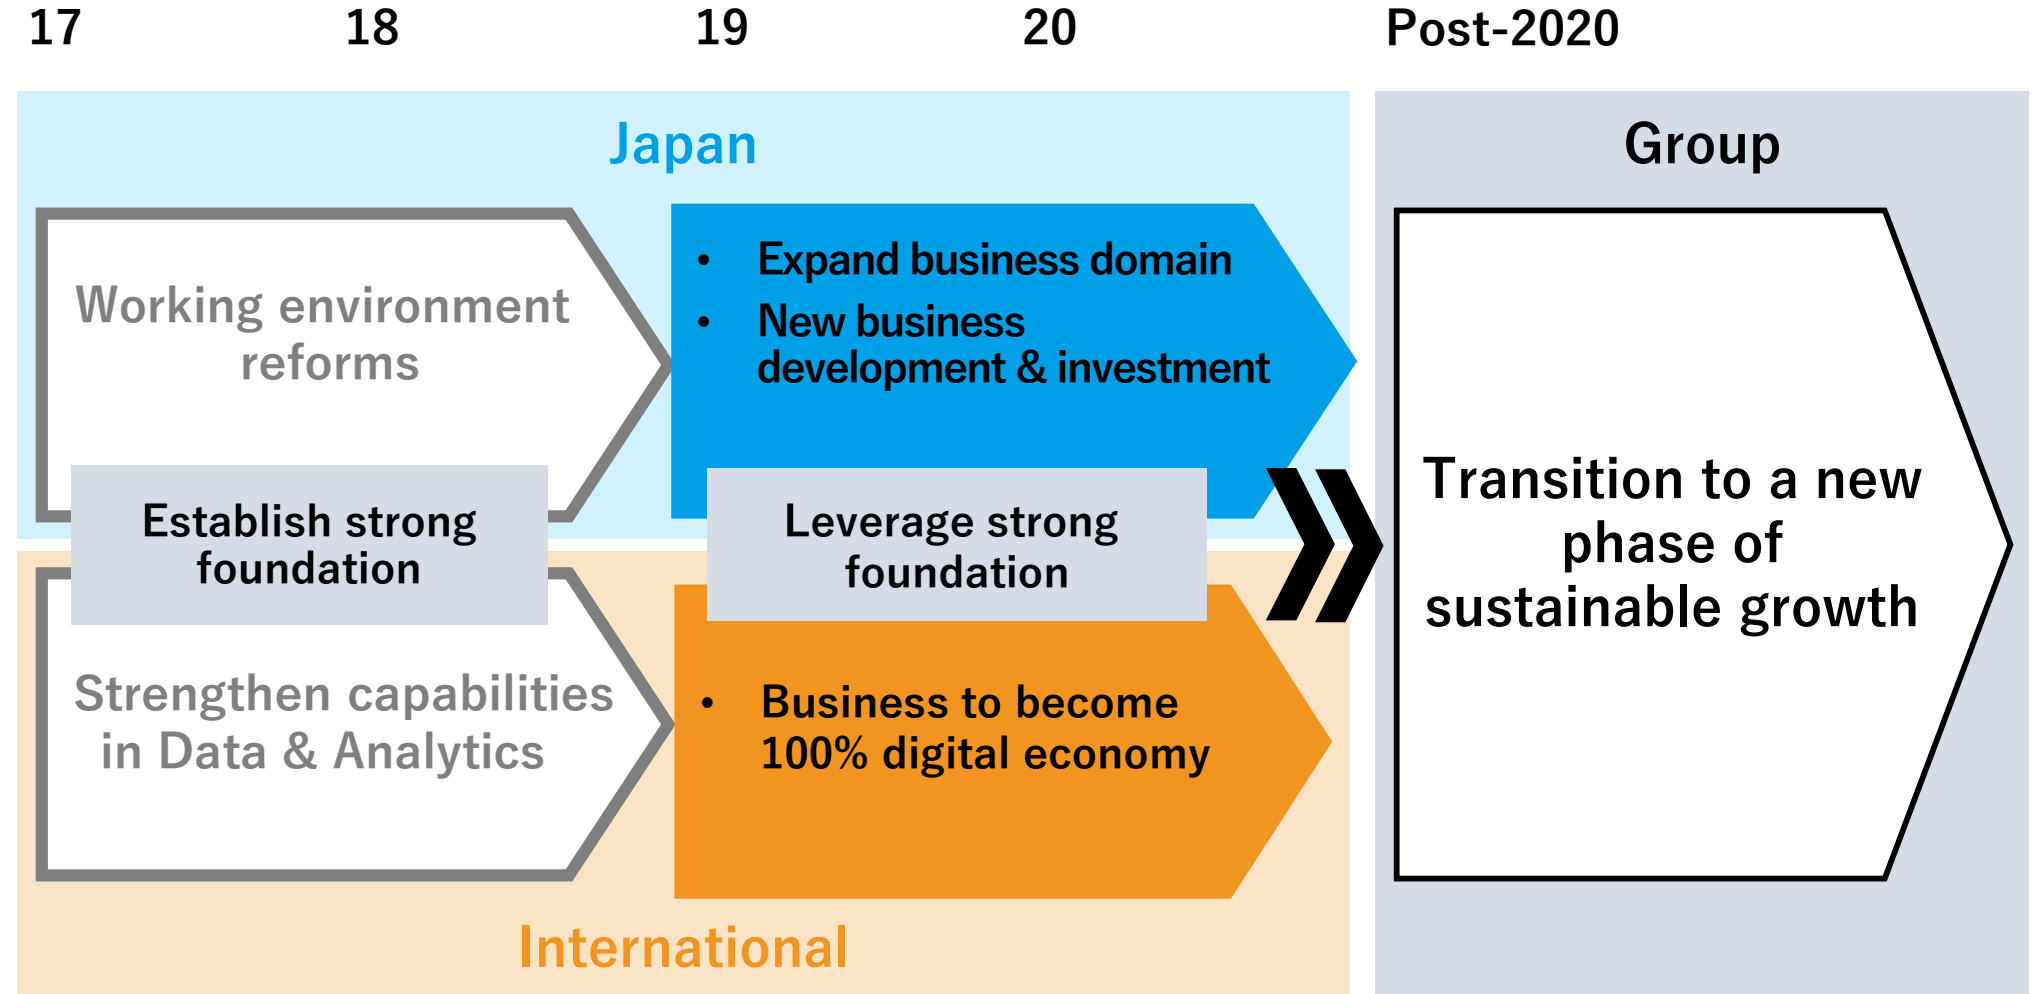 17 18 19 20 Post-2020
Japan
Group
Working environment
reforms
• Expand business domain
• New business
development & investment
Establish strong
foundation
Leverage strong
foundation
Transition to a new
phase of
sustainable growth
Strengthen capabilities
in Data & Analytics
• Business to become
100% digital economy
International